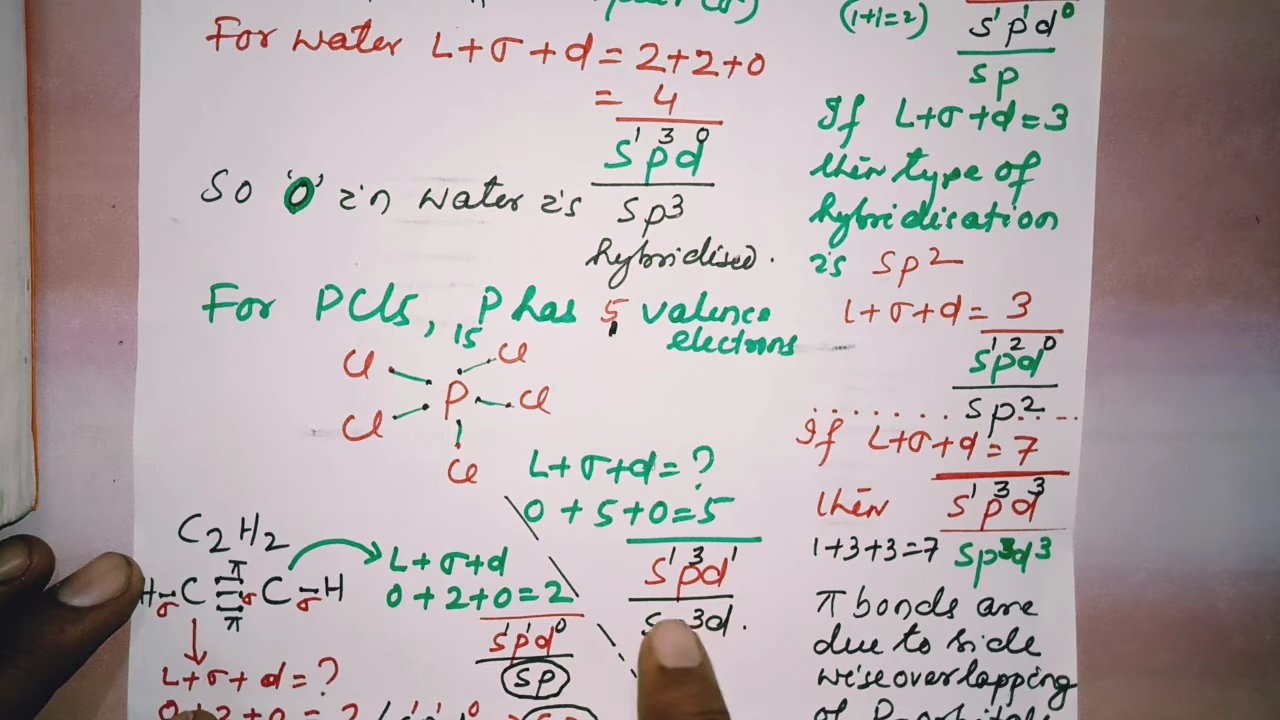 For water L+σ+d = 2+2+0
= 4
s¹p³d⁰
So 'O' in water is sp³
hybridised.
For PCl5, P has 5 valence
15 electrons
Cl Cl
P Cl
Cl
Cl
L+σ+d = ?
0+5+0=5
s¹p³d¹
sp³d.
C2H2
π
H-C≡C-H
σ σ σ
π
L+σ+d
0+2+0=2
s¹p¹d⁰
sp
L+σ+d=?
(1+1=2) s¹p¹d⁰
sp
If L+σ+d=3
then type of
hybridisation
is sp²
L+σ+d= 3
s¹p²d⁰
sp²
If L+σ+d=7
then s¹p³d³
1+3+3=7 sp³d³
π bonds are
due to side
wise overlapping